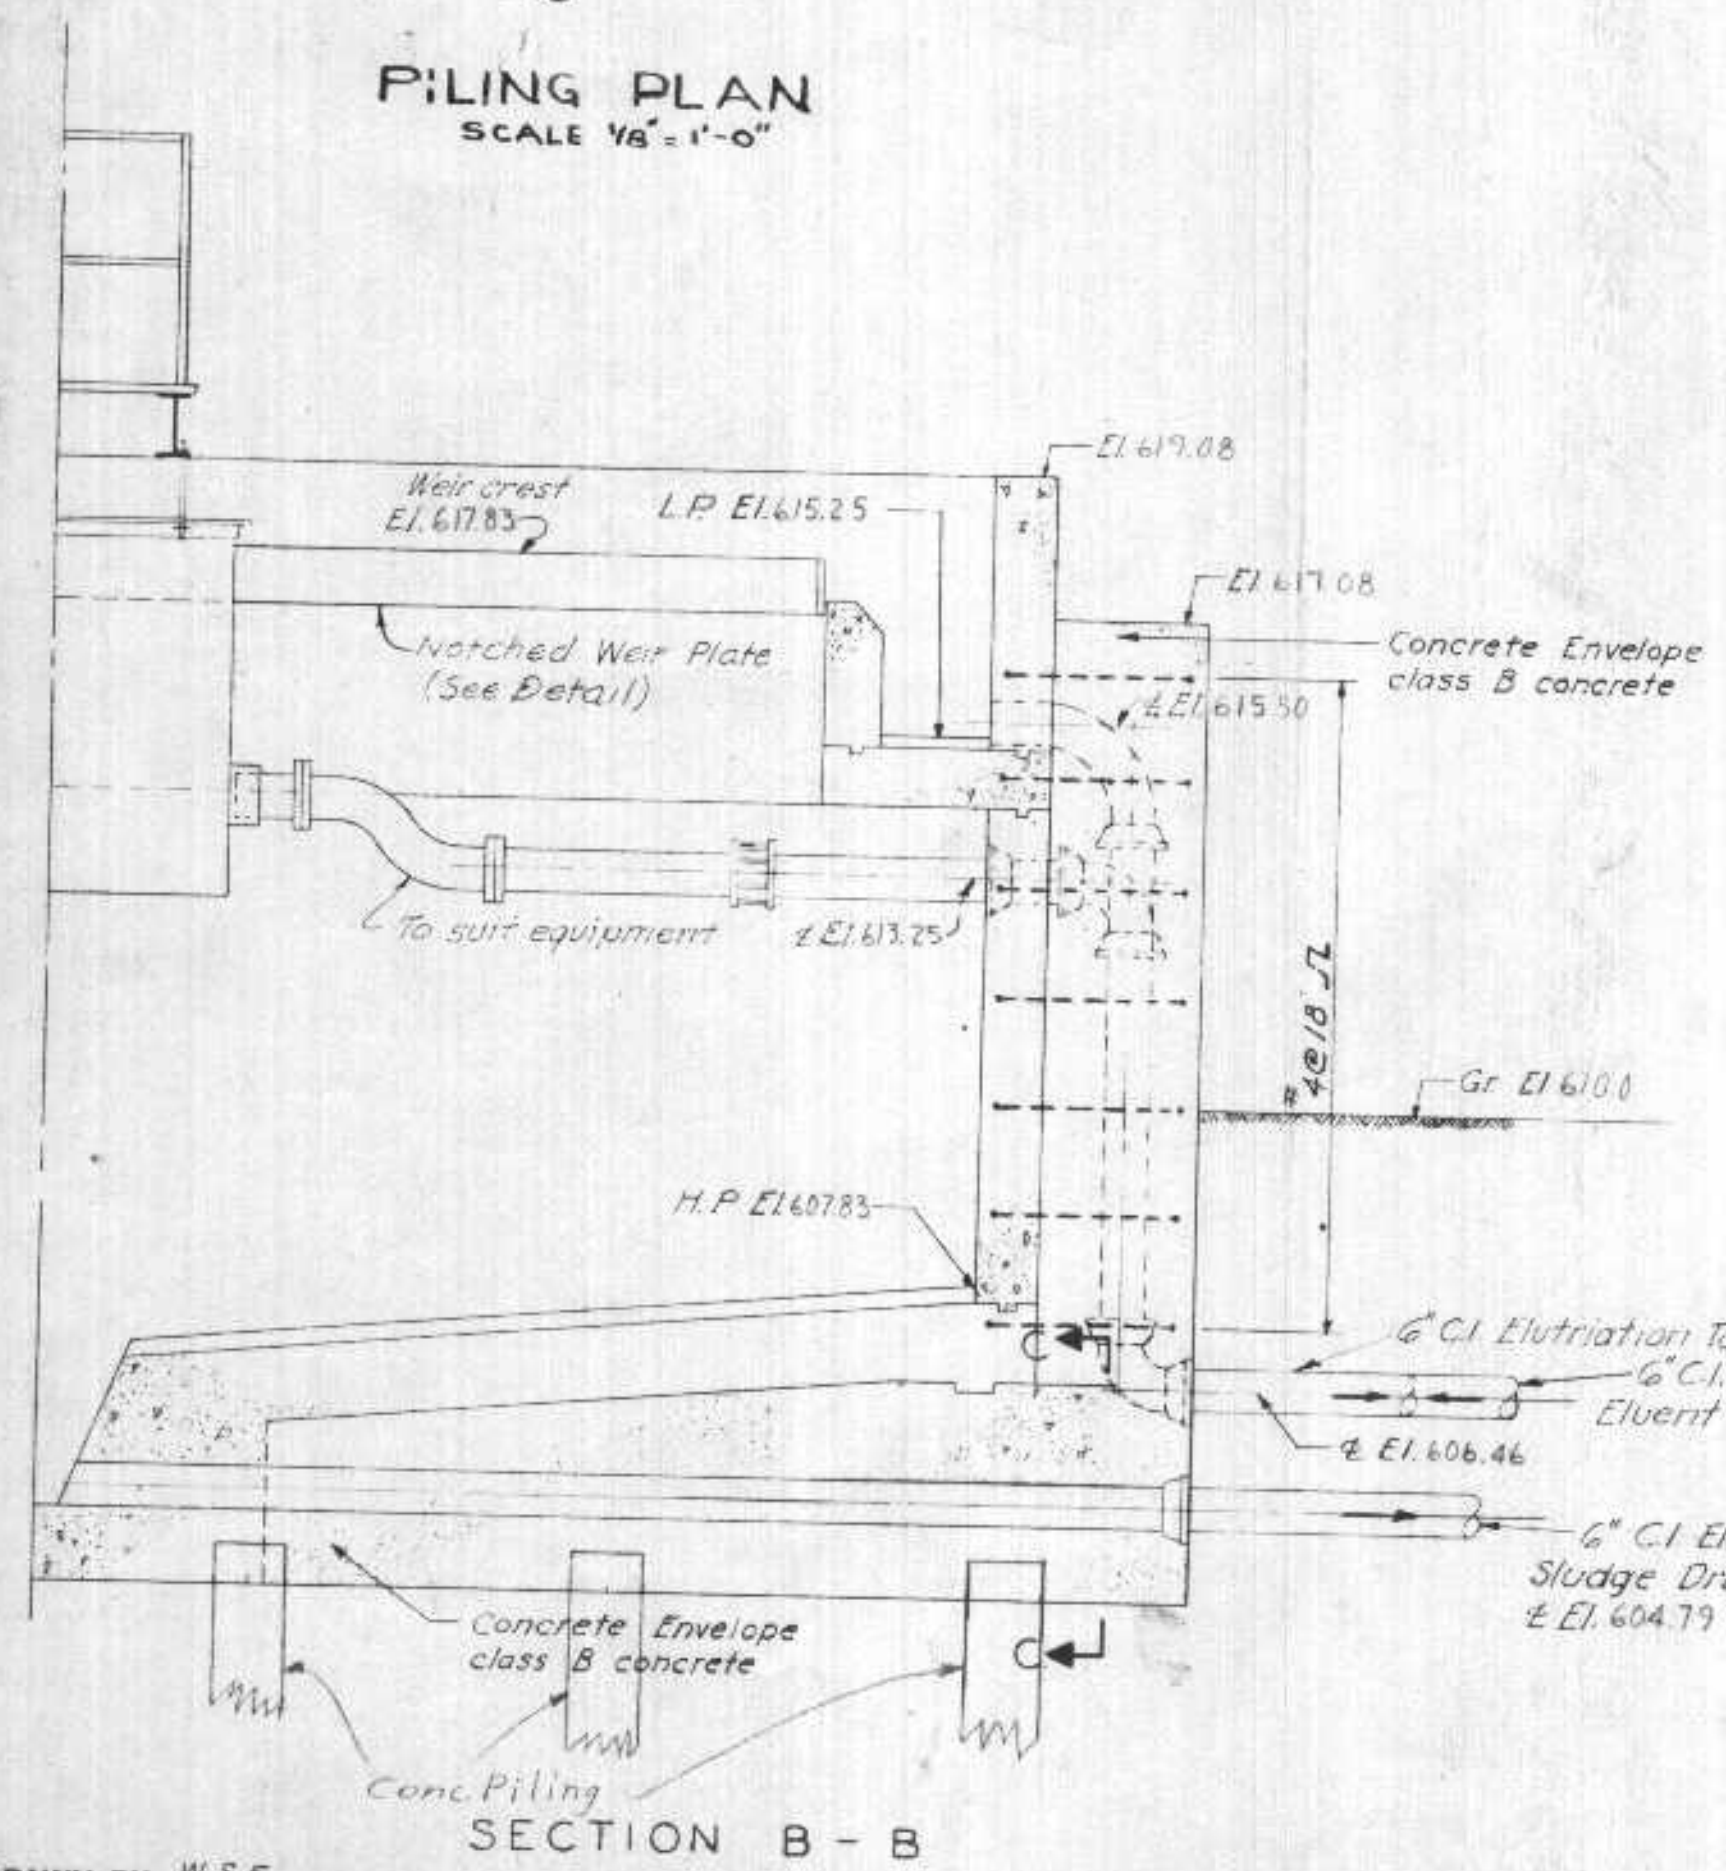 PILING PLAN
SCALE 1/8" = 1'-0"
El. 619.08
Weir crest
El. 617.83
L.P. El. 615.25
El. 617.08
Concrete Envelope
class B concrete
Notched Weir Plate
(See Detail)
℄ El. 615.50
To suit equipment
℄ El. 613.25
#4@18
Gr. El. 610.0
H.P. El. 607.83
C
6" C.I. Elutriation
6" C.I.
Eluent
℄ El. 606.46
6" C.I.
Sludge
℄ El. 604.79
Concrete Envelope
class B concrete
C
Conc. Piling
SECTION B - B
W.S.F.